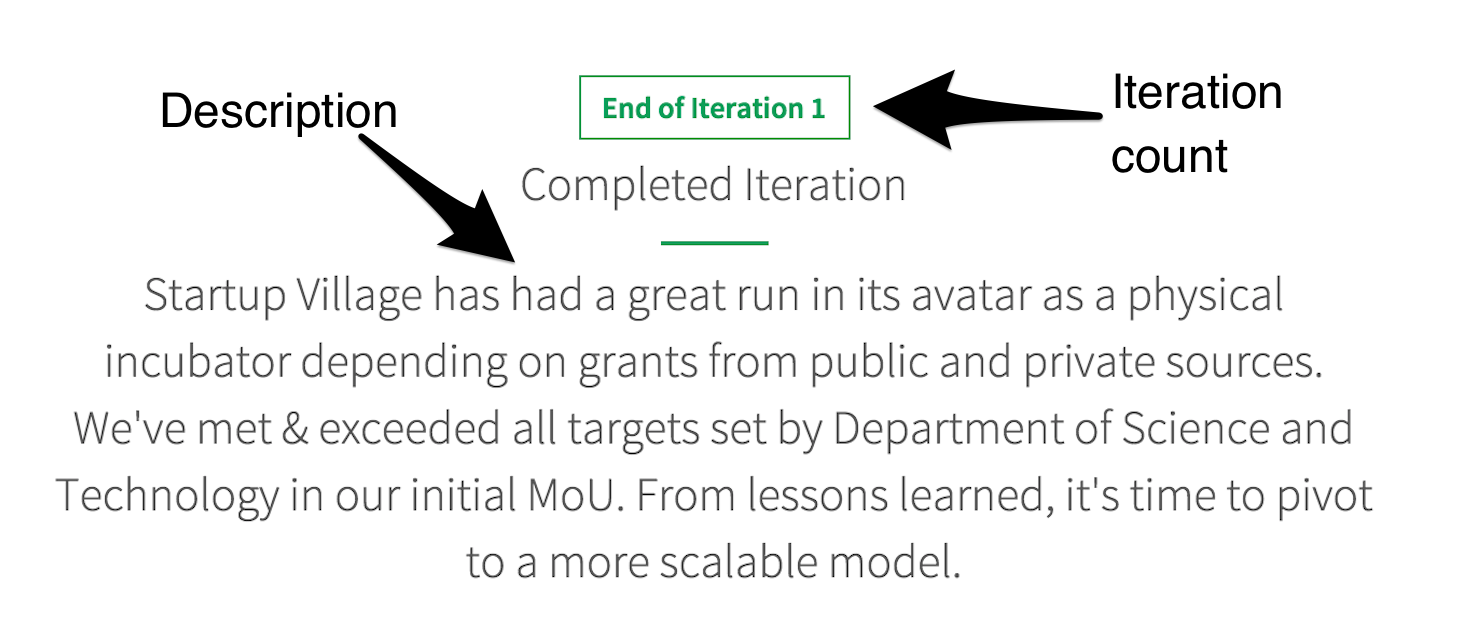 Description
End of Iteration 1
Iteration
count
Completed Iteration
Startup Village has had a great run in its avatar as a physical
incubator depending on grants from public and private sources.
We've met & exceeded all targets set by Department of Science and
Technology in our initial MoU. From lessons learned, it's time to pivot
to a more scalable model.